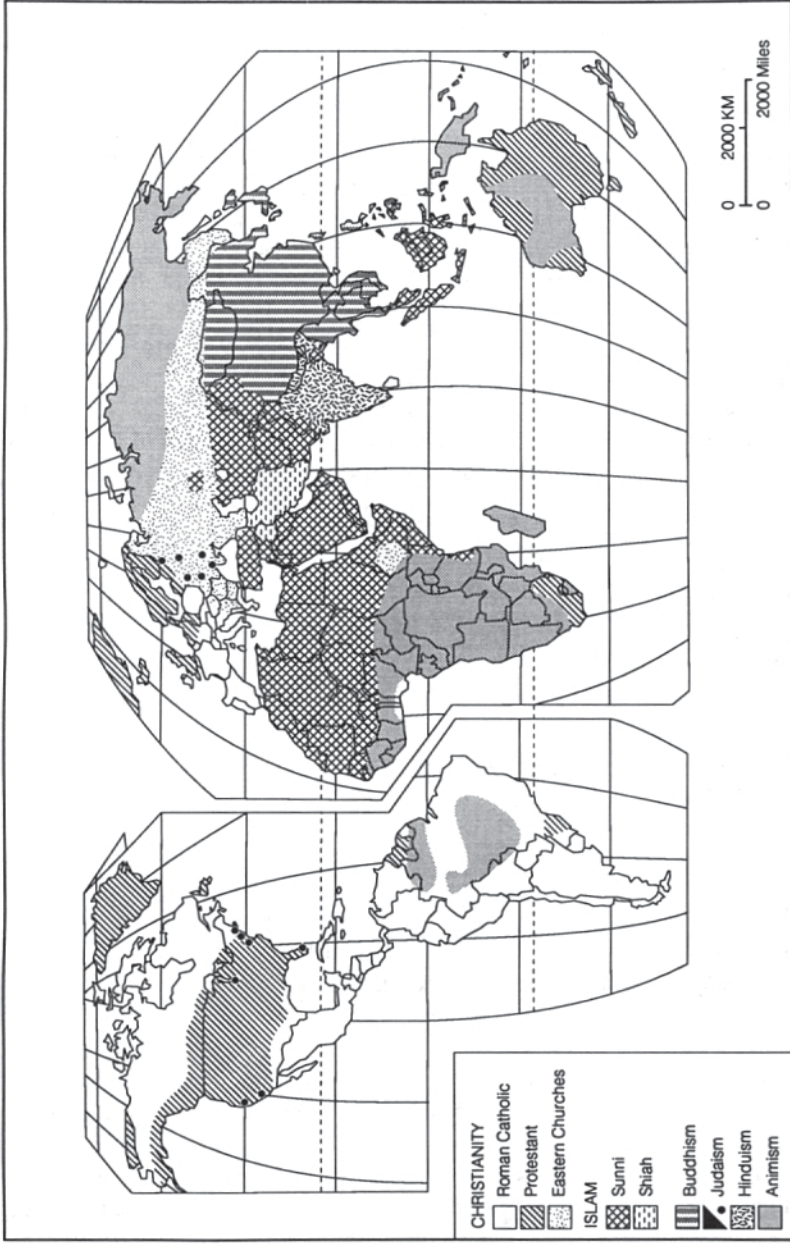 CHRISTIANITY
Roman Catholic
Protestant
Eastern Churches
ISLAM
Sunni
Shiah
Buddhism
Judaism
Hinduism
Animism
0 2000 KM
0 2000 Miles